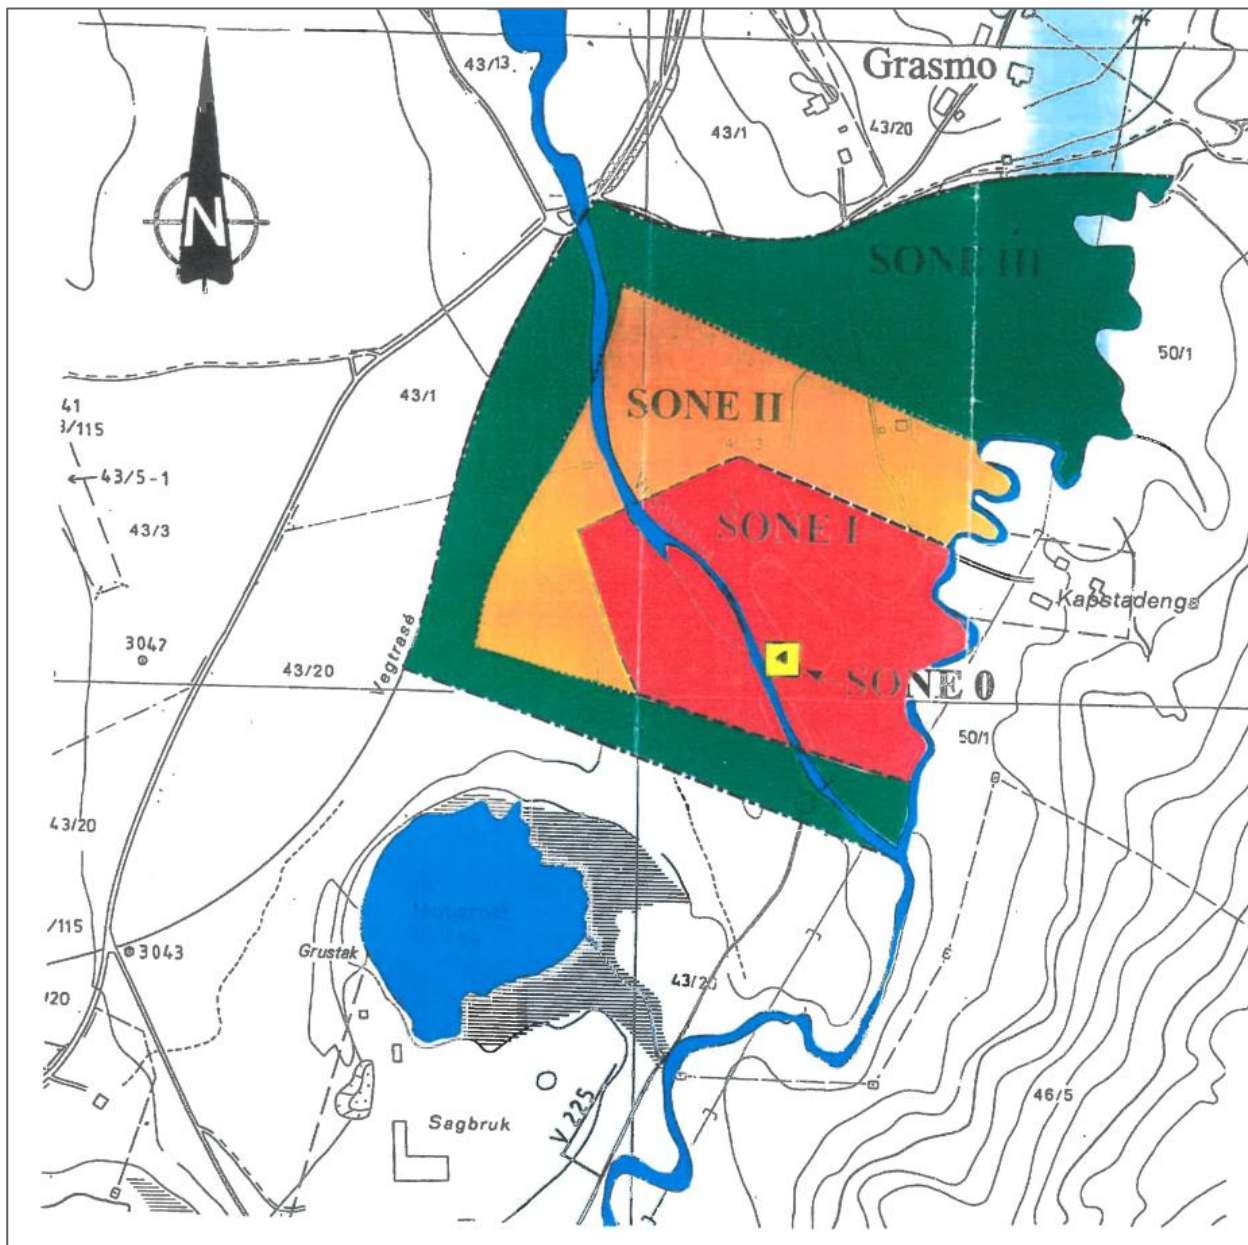 43/13
Grasmo
43/1
43/20
N
SONE III
50/1
43/1
SONE II
41
3/115
43/5-1
43/3
SONE I
Kapstadenga
3047
43/20
Vegtrasé
SONE 0
50/1
43/20
/115
3043
Grustak
43/20
/20
Sagbruk
V 225
46/5